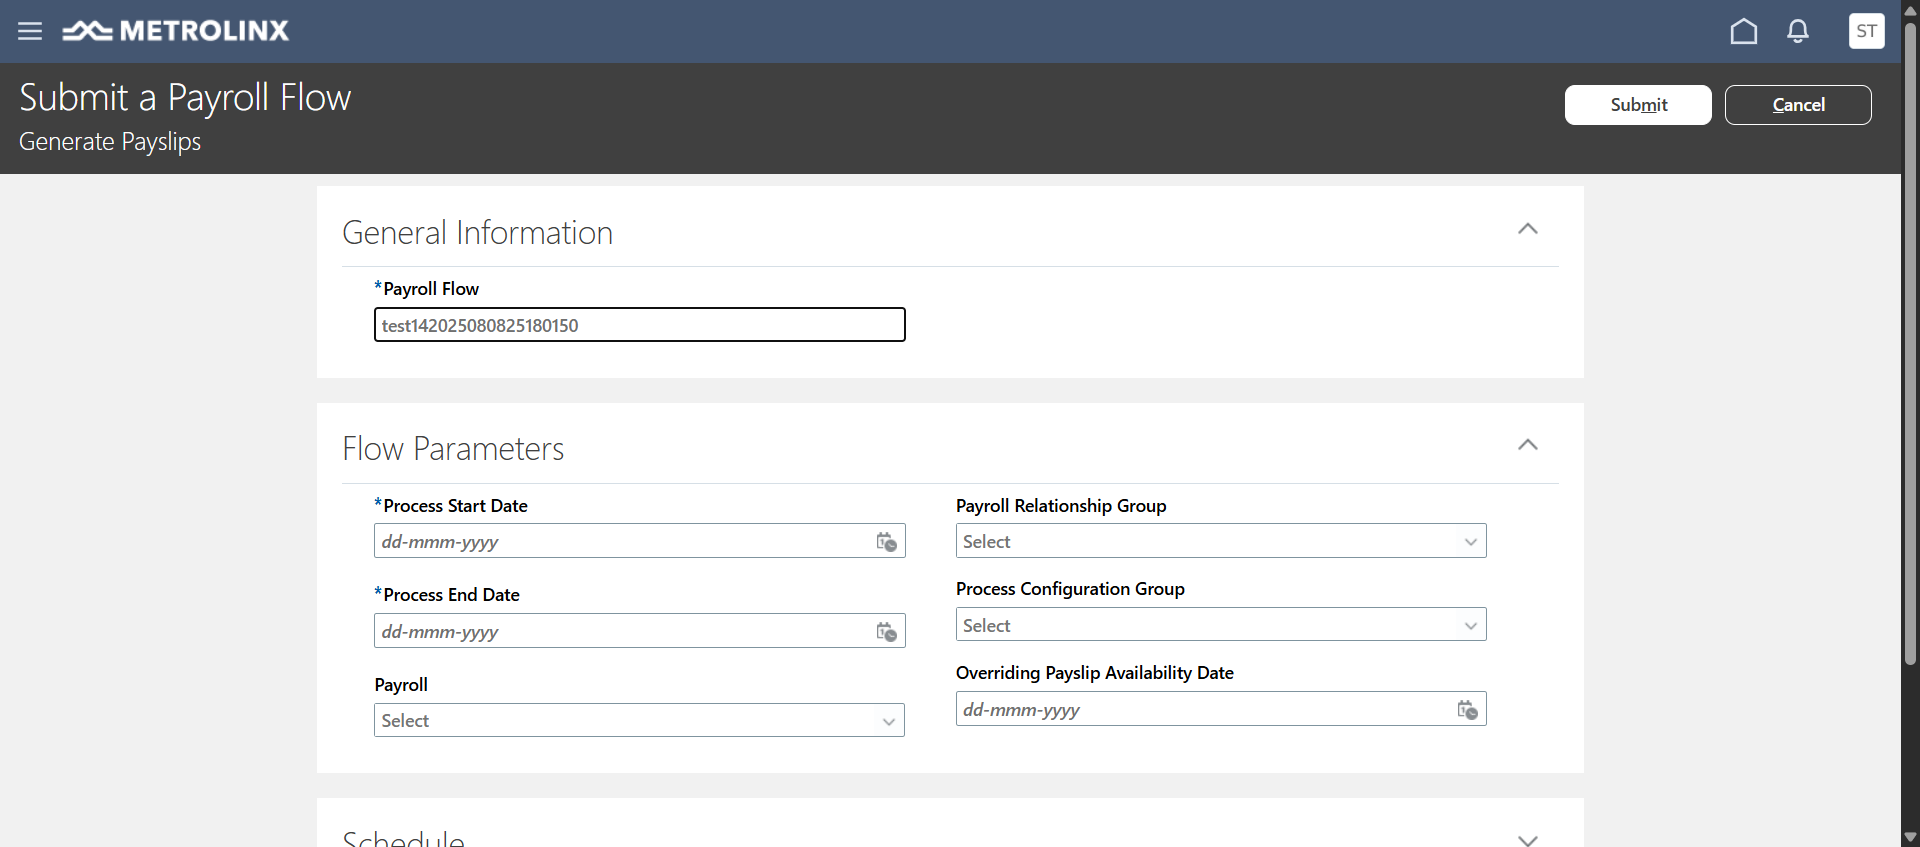 METROLINX
ST
Submit a Payroll Flow
Submit
Cancel
Generate Payslips
General Information
*Payroll Flow
test142025080825180150
Flow Parameters
*Process Start Date
dd-mmm-yyyy
Payroll Relationship Group
Select
*Process End Date
dd-mmm-yyyy
Process Configuration Group
Select
Payroll
Select
Overriding Payslip Availability Date
dd-mmm-yyyy
Schedule